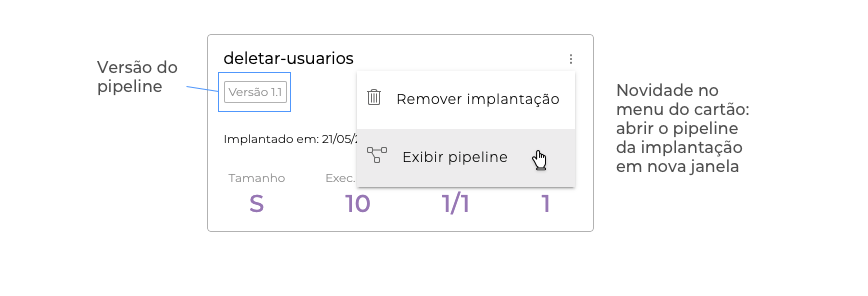 Versão do
pipeline
deletar-usuarios
Versão 1.1
Remover implantação
Implantado em: 21/05/2
Exibir pipeline
Tamanho
Exec.
S
10
1/1
1
Novidade no
menu do cartão:
abrir o pipeline
da implantação
em nova janela